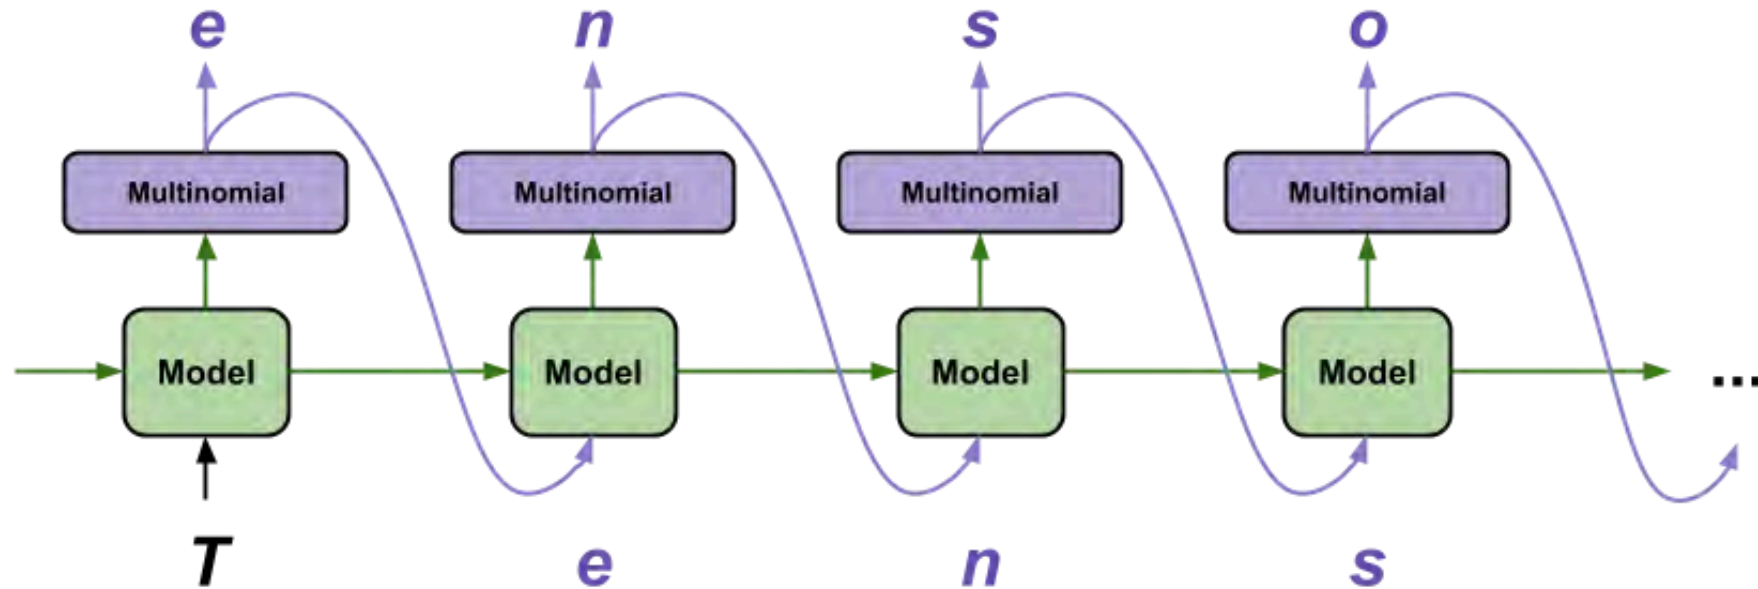 e n s o
Multinomial Multinomial Multinomial Multinomial
Model Model Model Model ...
T e n s